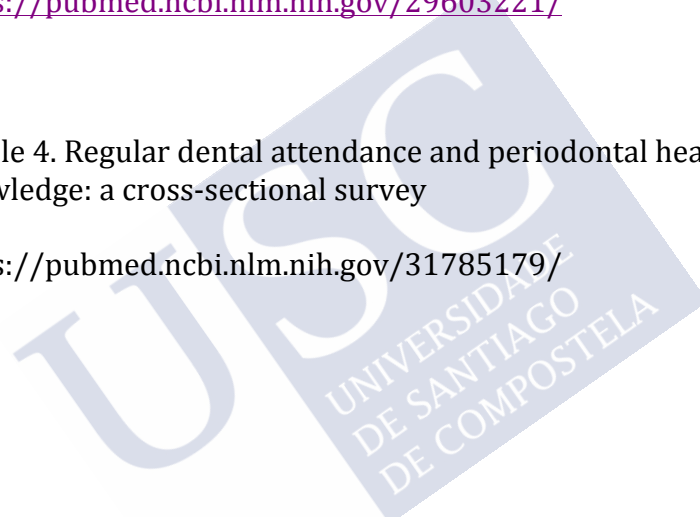 s://pubmed.ncbi.nlm.nih.gov/29603221/
le 4. Regular dental attendance and periodontal hea
wledge: a cross-sectional survey
s://pubmed.ncbi.nlm.nih.gov/31785179/
USC
UNIVERSIDADE
DE SANTIAGO
DE COMPOSTELA